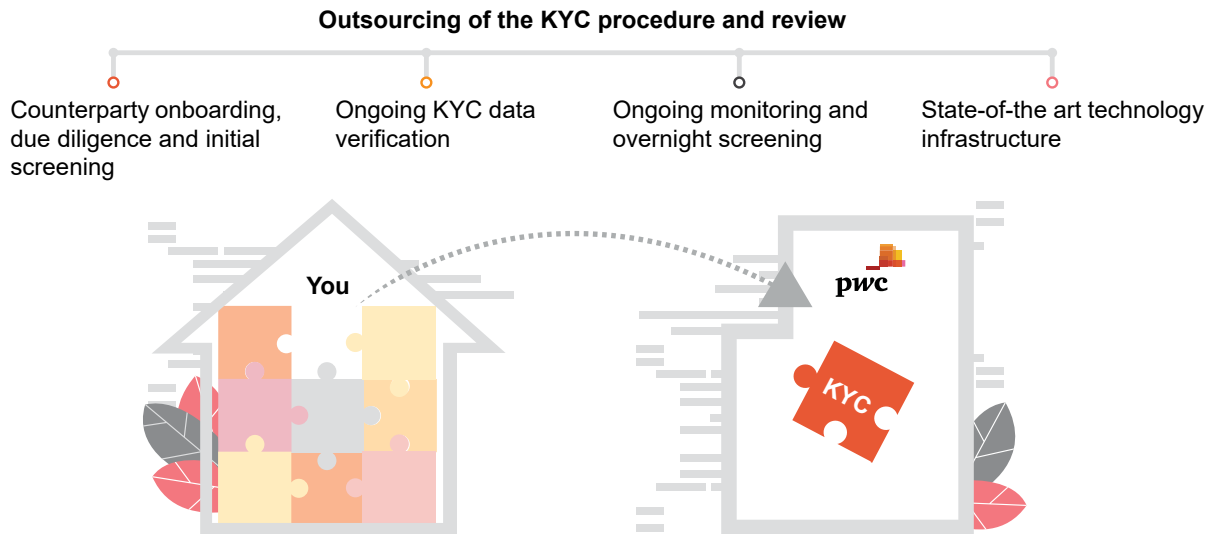 Outsourcing of the KYC procedure and review
Counterparty onboarding,
due diligence and initial
screening
Ongoing KYC data
verification
Ongoing monitoring and
overnight screening
State-of-the art technology
infrastructure
You
pwc
KYC